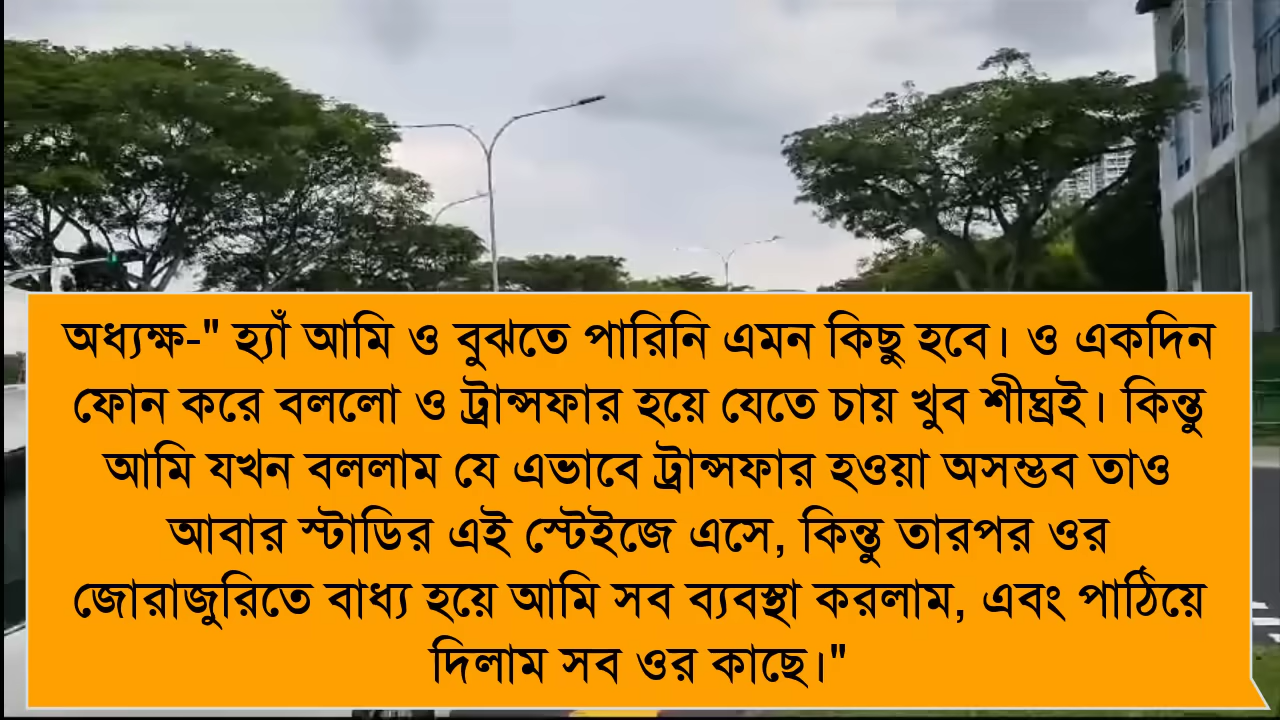 অধ্যক্ষ-" হ্যাঁ আমি ও বুঝতে পারিনি এমন কিছু হবে। ও একদিন
ফোন করে বললো ও ট্রান্সফার হয়ে যেতে চায় খুব শীঘ্রই। কিন্তু
আমি যখন বললাম যে এভাবে ট্রান্সফার হওয়া অসম্ভব তাও
আবার স্টাডির এই স্টেইজে এসে, কিন্তু তারপর ওর
জোরাজুরিতে বাধ্য হয়ে আমি সব ব্যবস্থা করলাম, এবং পাঠিয়ে
দিলাম সব ওর কাছে।"